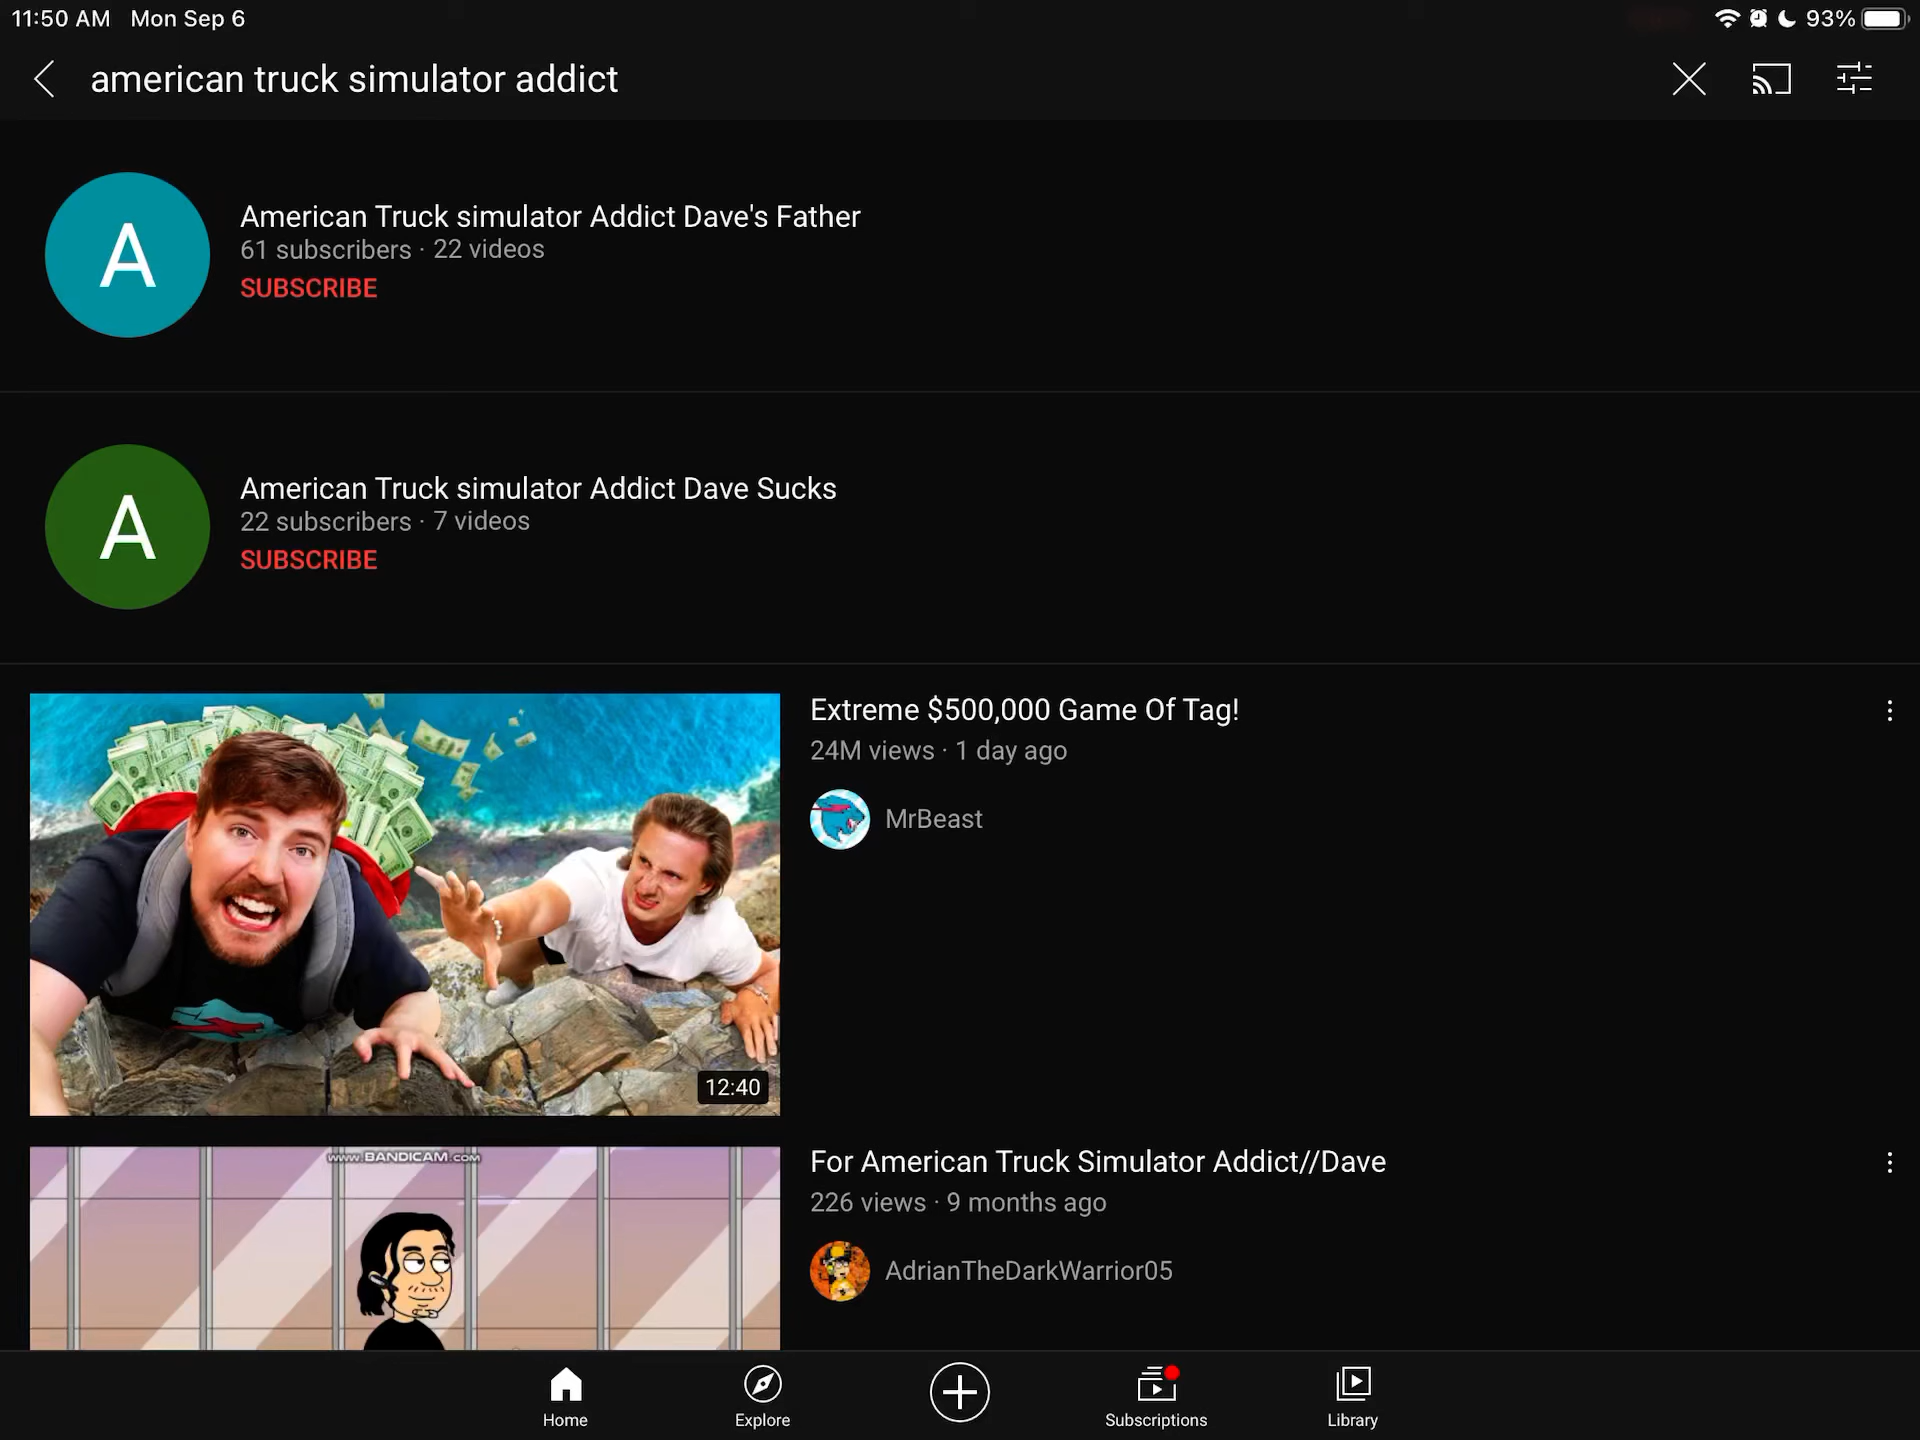 11:50 AM Mon Sep 6
93%
american truck simulator addict
A
American Truck simulator Addict Dave's Father
61 subscribers · 22 videos
SUBSCRIBE
A
American Truck simulator Addict Dave Sucks
22 subscribers · 7 videos
SUBSCRIBE
12:40
Extreme $500,000 Game Of Tag!
24M views · 1 day ago
MrBeast
www.BANDICAM.com
For American Truck Simulator Addict//Dave
226 views · 9 months ago
AdrianTheDarkWarrior05
Home
Explore
Subscriptions
Library